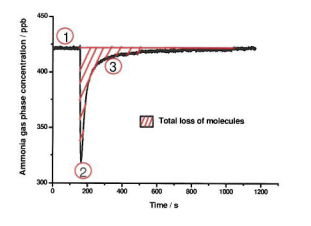 450
1
400
3
Ammonia gas phase concentration / ppb
350
Total loss of molecules
2
300
0 200 400 600 800 1000 1200
Time / s